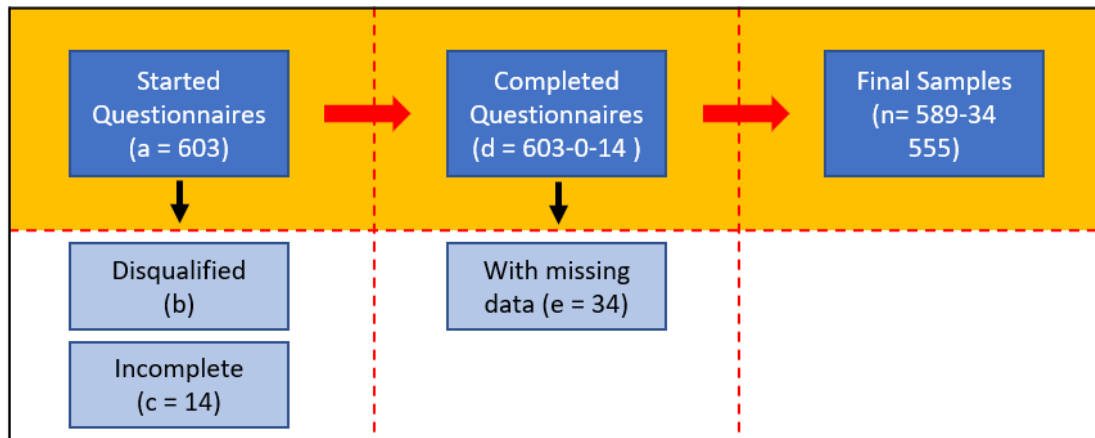 Started
Questionnaires
(a = 603)
Completed
Questionnaires
(d = 603-0-14 )
Final Samples
(n= 589-34
555)
Disqualified
(b)
Incomplete
(c = 14)
With missing
data (e = 34)